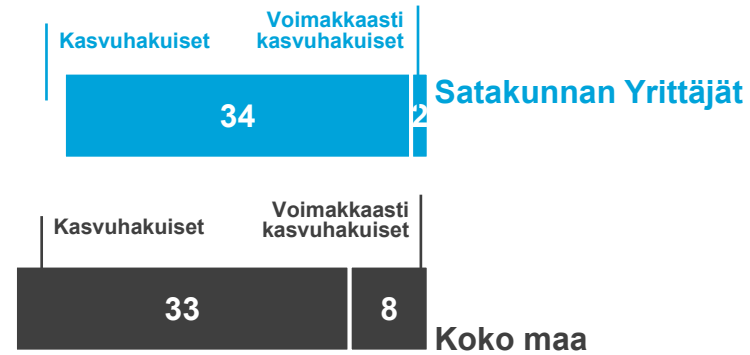 Voimakkaasti
Kasvuhakuiset kasvuhakuiset
Satakunnan Yrittäjät
34 2
Voimakkaasti
Kasvuhakuiset kasvuhakuiset
33 8
Koko maa